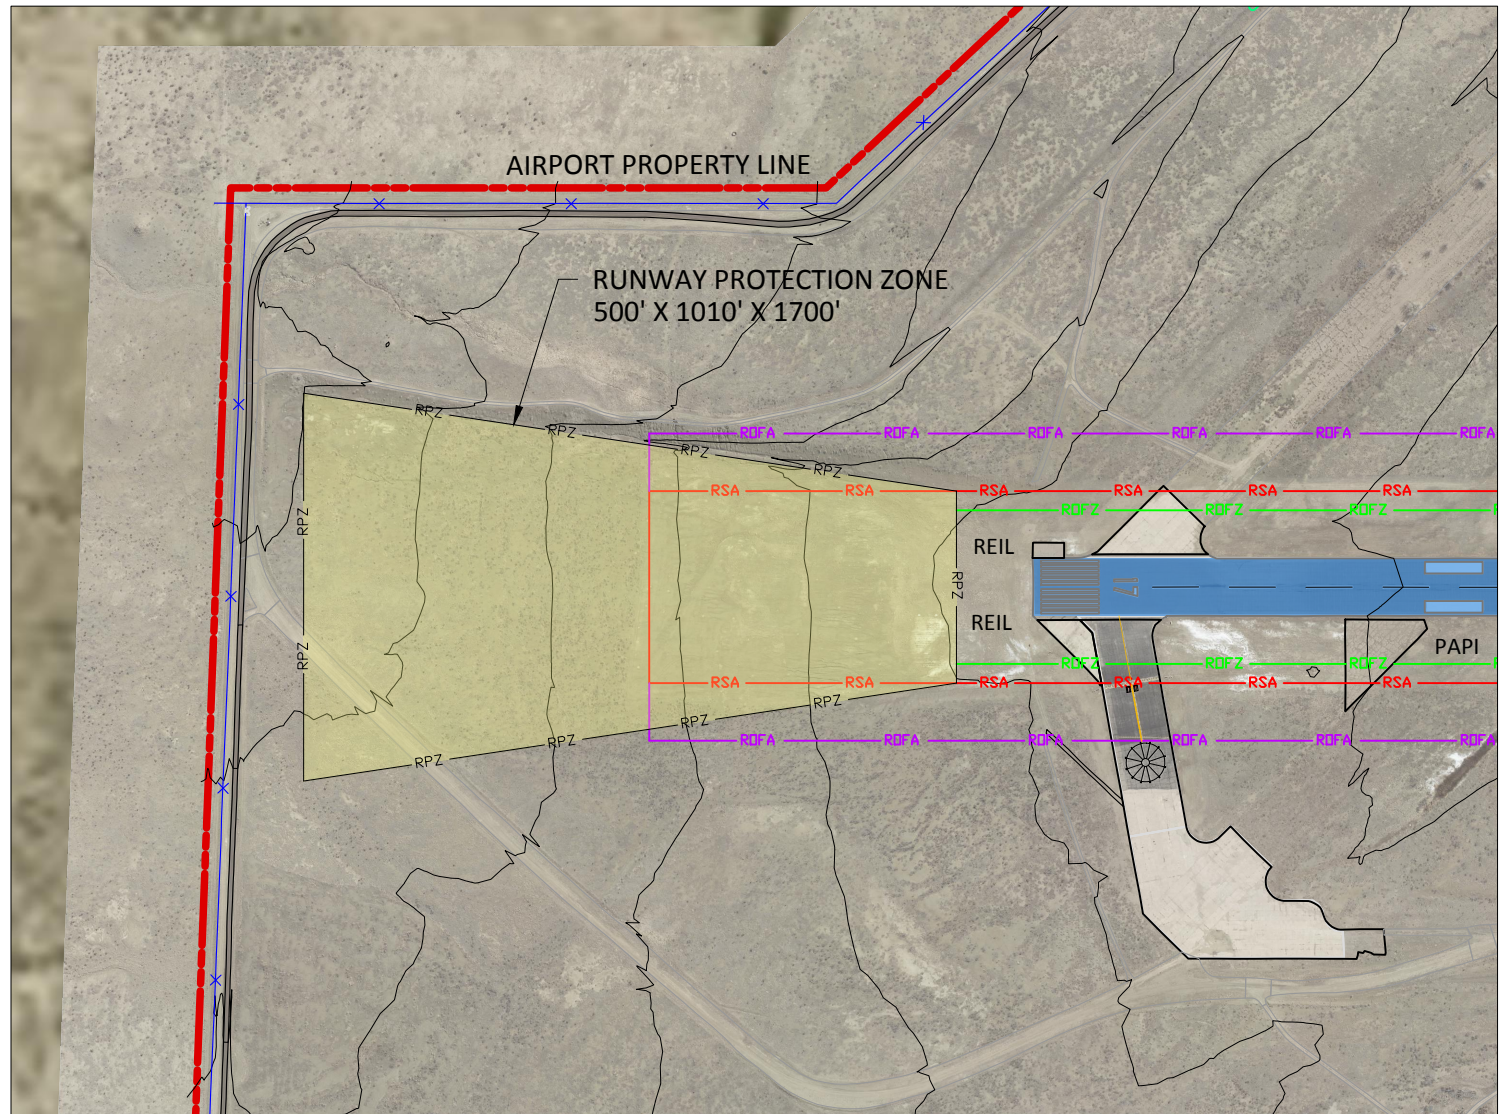 AIRPORT PROPERTY LINE
RUNWAY PROTECTION ZONE
500' X 1010' X 1700'
RPZ
RPZ
RPZ
RPZ
RPZ
RPZ
RPZ
RPZ
RPZ
RPZ
RPZ
ROFA ROFA ROFA ROFA ROFA ROFA
RSA RSA RSA RSA RSA RSA
ROFZ ROFZ ROFZ
REIL
17
REIL
PAPI
ROFZ ROFZ ROFZ
RSA RSA RSA RSA RSA RSA
ROFA ROFA ROFA ROFA ROFA ROFA